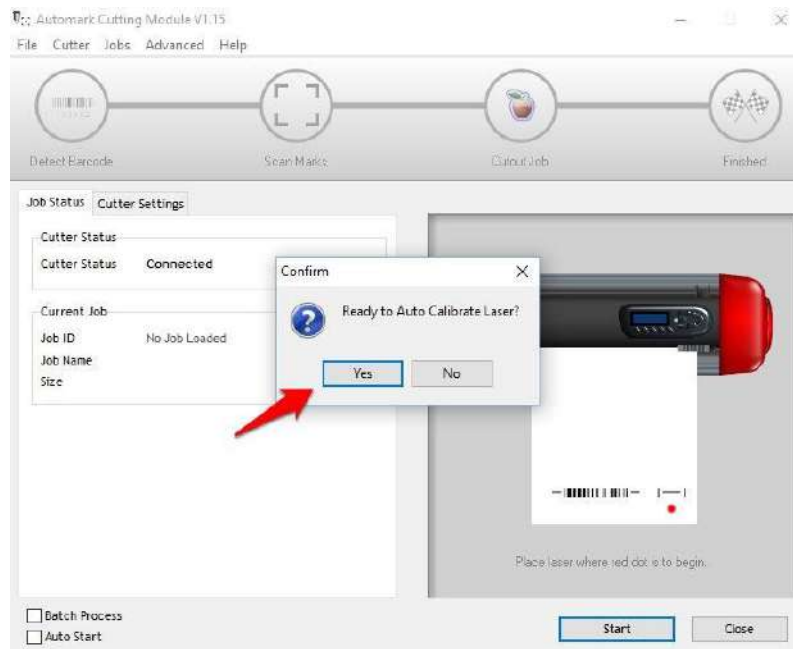 Automark Cutting Module V1.15
File Cutter Jobs Advanced Help
Detect Barcode Scan Marks Cutout Job Finished
Job Status Cutter Settings
Cutter Status
Cutter Status Connected
Current Job
Job ID No Job Loaded
Job Name
Size
Confirm
Ready to Auto Calibrate Laser?
Yes No
Place laser where red dot is to begin.
Batch Process
Auto Start
Start Close